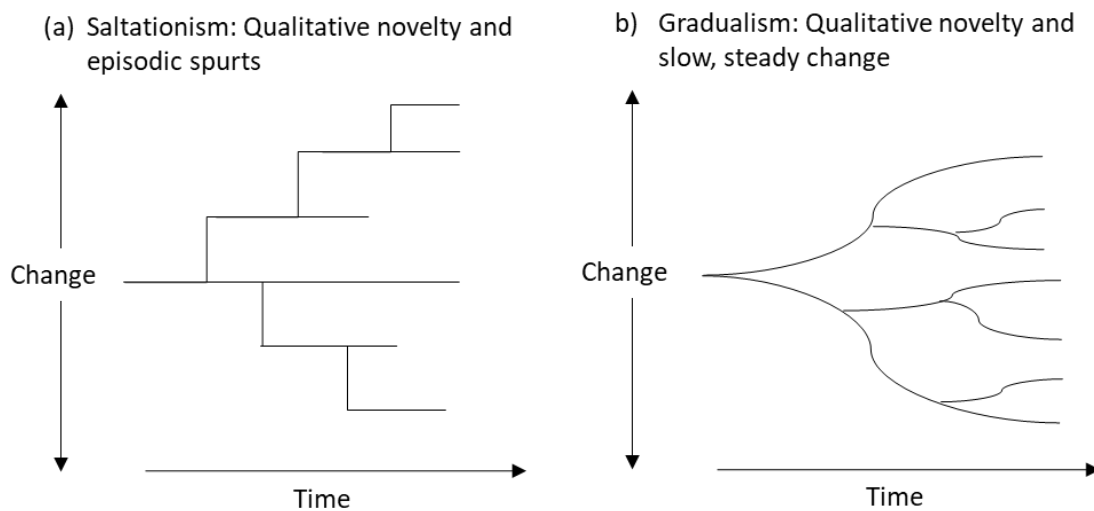 (a) Saltationism: Qualitative novelty and
episodic spurts
Change
Time
b) Gradualism: Qualitative novelty and
slow, steady change
Change
Time